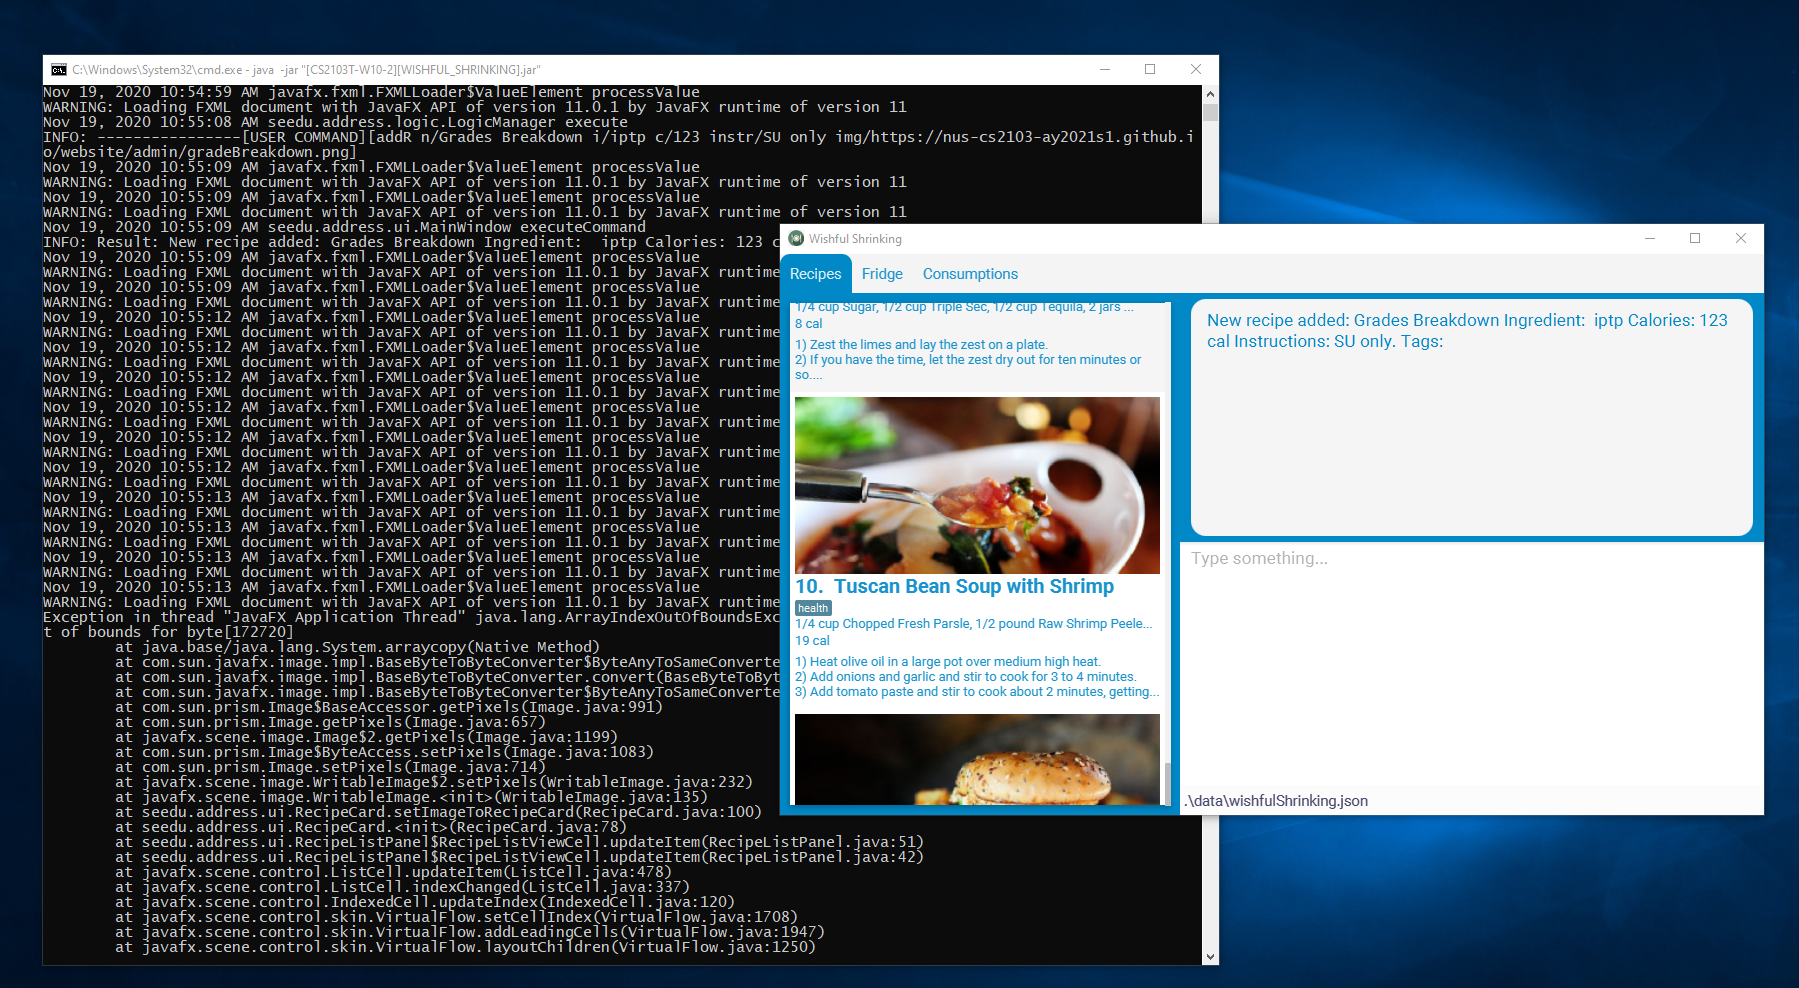 C:\Windows\System32\cmd.exe - java  -jar "[CS2103T-W10-2][WISHFUL_SHRINKING].jar"
Nov 19, 2020 10:54:59 AM javafx.fxml.FXMLLoader$ValueElement processValue
WARNING: Loading FXML document with JavaFX API of version 11.0.1 by JavaFX runtime of version 11
Nov 19, 2020 10:55:08 AM seedu.address.logic.LogicManager execute
INFO: ----------------[USER COMMAND][addR n/Grades Breakdown i/iptp c/123 instr/SU only img/https://nus-cs2103-ay2021s1.github.i
o/website/admin/gradeBreakdown.png]
Nov 19, 2020 10:55:09 AM javafx.fxml.FXMLLoader$ValueElement processValue
WARNING: Loading FXML document with JavaFX API of version 11.0.1 by JavaFX runtime of version 11
Nov 19, 2020 10:55:09 AM javafx.fxml.FXMLLoader$ValueElement processValue
WARNING: Loading FXML document with JavaFX API of version 11.0.1 by JavaFX runtime of version 11
Nov 19, 2020 10:55:09 AM seedu.address.ui.MainWindow executeCommand
INFO: Result: New recipe added: Grades Breakdown Ingredient:  iptp Calories: 123 c
Nov 19, 2020 10:55:09 AM javafx.fxml.FXMLLoader$ValueElement processValue
WARNING: Loading FXML document with JavaFX API of version 11.0.1 by JavaFX runtime
Nov 19, 2020 10:55:09 AM javafx.fxml.FXMLLoader$ValueElement processValue
WARNING: Loading FXML document with JavaFX API of version 11.0.1 by JavaFX runtime
Nov 19, 2020 10:55:12 AM javafx.fxml.FXMLLoader$ValueElement processValue
WARNING: Loading FXML document with JavaFX API of version 11.0.1 by JavaFX runtime
Nov 19, 2020 10:55:12 AM javafx.fxml.FXMLLoader$ValueElement processValue
WARNING: Loading FXML document with JavaFX API of version 11.0.1 by JavaFX runtime
Nov 19, 2020 10:55:12 AM javafx.fxml.FXMLLoader$ValueElement processValue
WARNING: Loading FXML document with JavaFX API of version 11.0.1 by JavaFX runtime
Nov 19, 2020 10:55:12 AM javafx.fxml.FXMLLoader$ValueElement processValue
WARNING: Loading FXML document with JavaFX API of version 11.0.1 by JavaFX runtime
Nov 19, 2020 10:55:12 AM javafx.fxml.FXMLLoader$ValueElement processValue
WARNING: Loading FXML document with JavaFX API of version 11.0.1 by JavaFX runtime
Nov 19, 2020 10:55:12 AM javafx.fxml.FXMLLoader$ValueElement processValue
WARNING: Loading FXML document with JavaFX API of version 11.0.1 by JavaFX runtime
Nov 19, 2020 10:55:13 AM javafx.fxml.FXMLLoader$ValueElement processValue
WARNING: Loading FXML document with JavaFX API of version 11.0.1 by JavaFX runtime
Nov 19, 2020 10:55:13 AM javafx.fxml.FXMLLoader$ValueElement processValue
WARNING: Loading FXML document with JavaFX API of version 11.0.1 by JavaFX runtime
Nov 19, 2020 10:55:13 AM javafx.fxml.FXMLLoader$ValueElement processValue
WARNING: Loading FXML document with JavaFX API of version 11.0.1 by JavaFX runtime
Nov 19, 2020 10:55:13 AM javafx.fxml.FXMLLoader$ValueElement processValue
WARNING: Loading FXML document with JavaFX API of version 11.0.1 by JavaFX runtime
Exception in thread "JavaFX Application Thread" java.lang.ArrayIndexOutOfBoundsExc
t of bounds for byte[172720]
at java.base/java.lang.System.arraycopy(Native Method)
at com.sun.javafx.image.impl.BaseByteToByteConverter$ByteAnyToSameConverte
at com.sun.javafx.image.impl.BaseByteToByteConverter.convert(BaseByteToByt
at com.sun.javafx.image.impl.BaseByteToByteConverter$ByteAnyToSameConverte
at com.sun.prism.Image$BaseAccessor.getPixels(Image.java:991)
at com.sun.prism.Image.getPixels(Image.java:657)
at javafx.scene.image.Image$2.getPixels(Image.java:1199)
at com.sun.prism.Image$ByteAccess.setPixels(Image.java:1083)
at com.sun.prism.Image.setPixels(Image.java:714)
at javafx.scene.image.WritableImage$2.setPixels(WritableImage.java:232)
at javafx.scene.image.WritableImage.<init>(WritableImage.java:135)
at seedu.address.ui.RecipeCard.setImageToRecipeCard(RecipeCard.java:100)
at seedu.address.ui.RecipeCard.<init>(RecipeCard.java:78)
at seedu.address.ui.RecipeListPanel$RecipeListViewCell.updateItem(RecipeListPanel.java:51)
at seedu.address.ui.RecipeListPanel$RecipeListViewCell.updateItem(RecipeListPanel.java:42)
at javafx.scene.control.ListCell.updateItem(ListCell.java:478)
at javafx.scene.control.ListCell.indexChanged(ListCell.java:337)
at javafx.scene.control.IndexedCell.updateIndex(IndexedCell.java:120)
at javafx.scene.control.skin.VirtualFlow.setCellIndex(VirtualFlow.java:1708)
at javafx.scene.control.skin.VirtualFlow.addLeadingCells(VirtualFlow.java:1947)
at javafx.scene.control.skin.VirtualFlow.layoutChildren(VirtualFlow.java:1250)
Wishful Shrinking
Recipes Fridge Consumptions
1/4 cup Sugar, 1/2 cup Triple Sec, 1/2 cup Tequila, 2 jars ...
8 cal
1) Zest the limes and lay the zest on a plate.
2) If you have the time, let the zest dry out for ten minutes or
so....
10.  Tuscan Bean Soup with Shrimp
health
1/4 cup Chopped Fresh Parsle, 1/2 pound Raw Shrimp Peele...
19 cal
1) Heat olive oil in a large pot over medium high heat.
2) Add onions and garlic and stir to cook for 3 to 4 minutes.
3) Add tomato paste and stir to cook about 2 minutes, getting...
New recipe added: Grades Breakdown Ingredient:  iptp Calories: 123
cal Instructions: SU only. Tags:
Type something...
.\data\wishfulShrinking.json